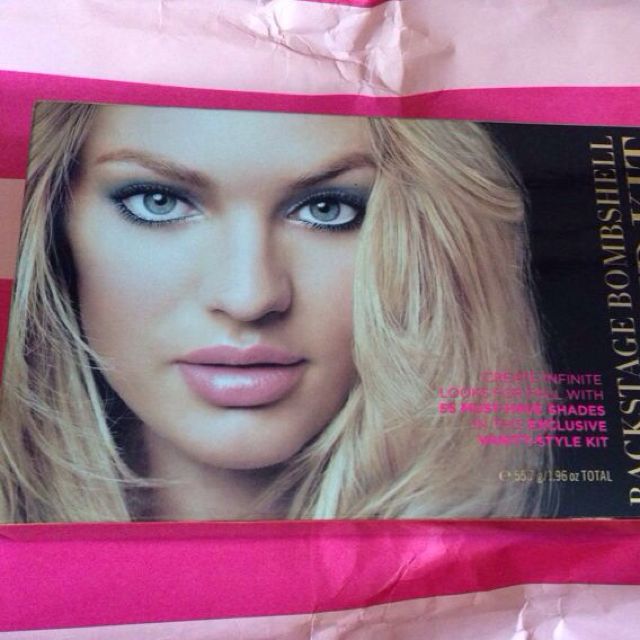 CREATE INFINITE
LOOKS FOR FALL WITH
55 MUST-HAVE SHADES
IN THIS EXCLUSIVE
VANITY-STYLE KIT
℮ 55.7 g/1.96 oz TOTAL
BACKSTAGE BOMBSHELL
KIT